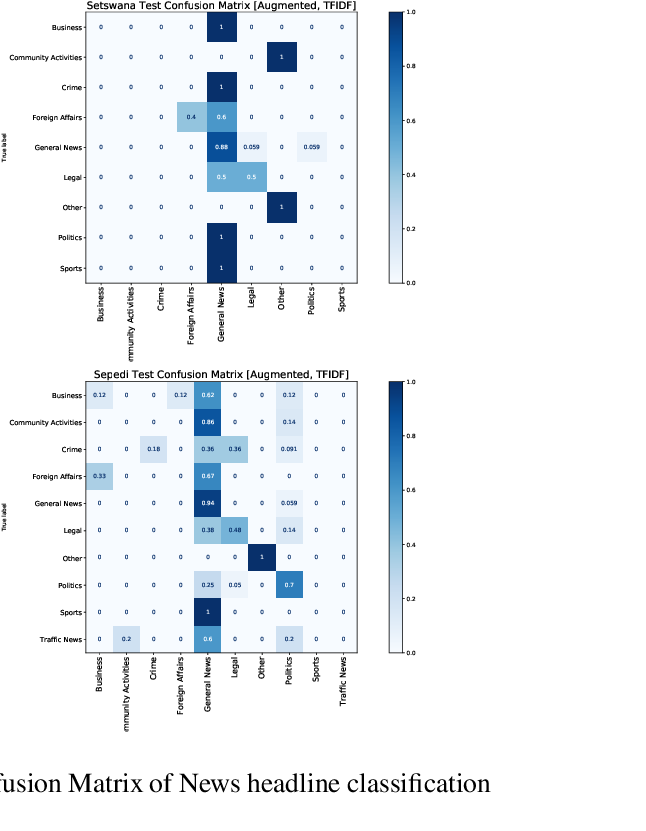 Setswana Test Confusion Matrix [Augmented, TFIDF]
Business 0 0 0 0 1 0 0 0 0
Community Activities 0 0 0 0 0 0 1 0 0
Crime 0 0 0 0 1 0 0 0 0
Foreign Affairs 0 0 0 0.4 0.6 0 0 0 0
General News 0 0 0 0 0.88 0.059 0 0.059 0
Legal 0 0 0 0 0.5 0.5 0 0 0
Other 0 0 0 0 0 0 1 0 0
Politics 0 0 0 0 1 0 0 0 0
Sports 0 0 0 0 1 0 0 0 0
True label
Business
mmunity Activities
Crime
Foreign Affairs
General News
Legal
Other
Politics
Sports
1.0
0.8
0.6
0.4
0.2
0.0
Sepedi Test Confusion Matrix [Augmented, TFIDF]
Business 0.12 0 0 0.12 0.62 0 0 0.12 0 0
Community Activities 0 0 0 0 0.86 0 0 0.14 0 0
Crime 0 0 0.18 0 0.36 0.36 0 0.091 0 0
Foreign Affairs 0.33 0 0 0 0.67 0 0 0 0 0
General News 0 0 0 0 0.94 0 0 0.059 0 0
Legal 0 0 0 0 0.38 0.48 0 0.14 0 0
Other 0 0 0 0 0 0 1 0 0 0
Politics 0 0 0 0 0.25 0.05 0 0.7 0 0
Sports 0 0 0 0 1 0 0 0 0 0
Traffic News 0 0.2 0 0 0.6 0 0 0.2 0 0
True label
Business
mmunity Activities
Crime
Foreign Affairs
General News
Legal
Other
Politics
Sports
Traffic News
1.0
0.8
0.6
0.4
0.2
0.0
fusion Matrix of News headline classification